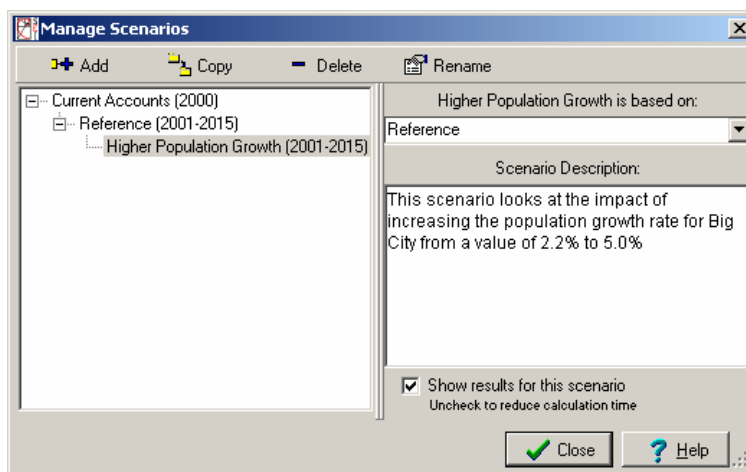 Manage Scenarios
Add Copy Delete Rename
Current Accounts (2000)
Reference (2001-2015)
Higher Population Growth (2001-2015)
Higher Population Growth is based on:
Reference
Scenario Description:
This scenario looks at the impact of
increasing the population growth rate for Big
City from a value of 2.2% to 5.0%
Show results for this scenario
Uncheck to reduce calculation time
Close Help